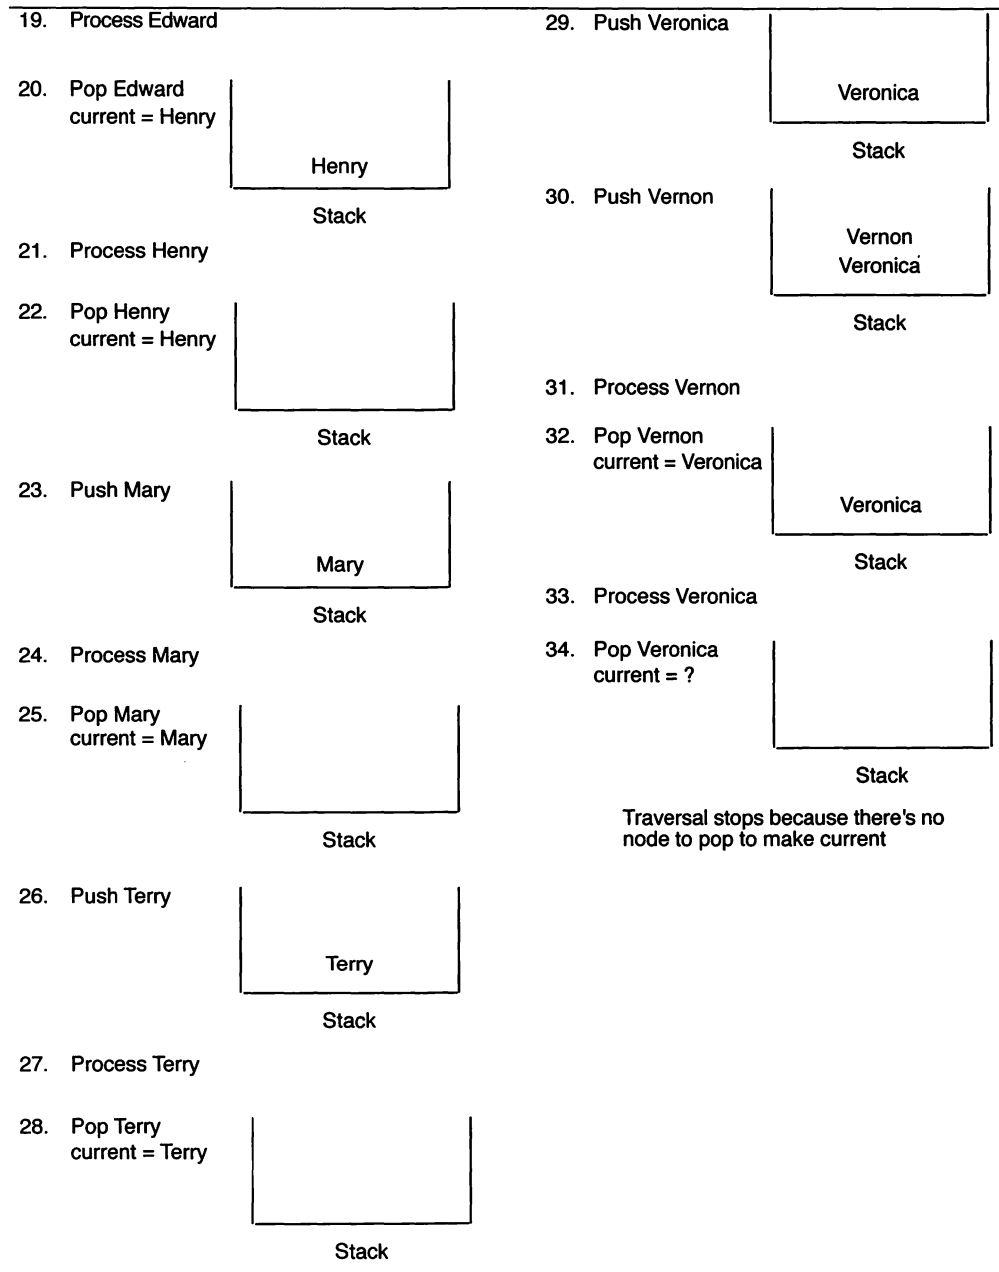 19. Process Edward
20. Pop Edward
current = Henry
Henry
Stack
21. Process Henry
22. Pop Henry
current = Henry
Stack
23. Push Mary
Mary
Stack
24. Process Mary
25. Pop Mary
current = Mary
Stack
26. Push Terry
Terry
Stack
27. Process Terry
28. Pop Terry
current = Terry
Stack
29. Push Veronica
Veronica
Stack
30. Push Vernon
Vernon
Veronica
Stack
31. Process Vernon
32. Pop Vernon
current = Veronica
Veronica
Stack
33. Process Veronica
34. Pop Veronica
current = ?
Stack
Traversal stops because there's no
node to pop to make current